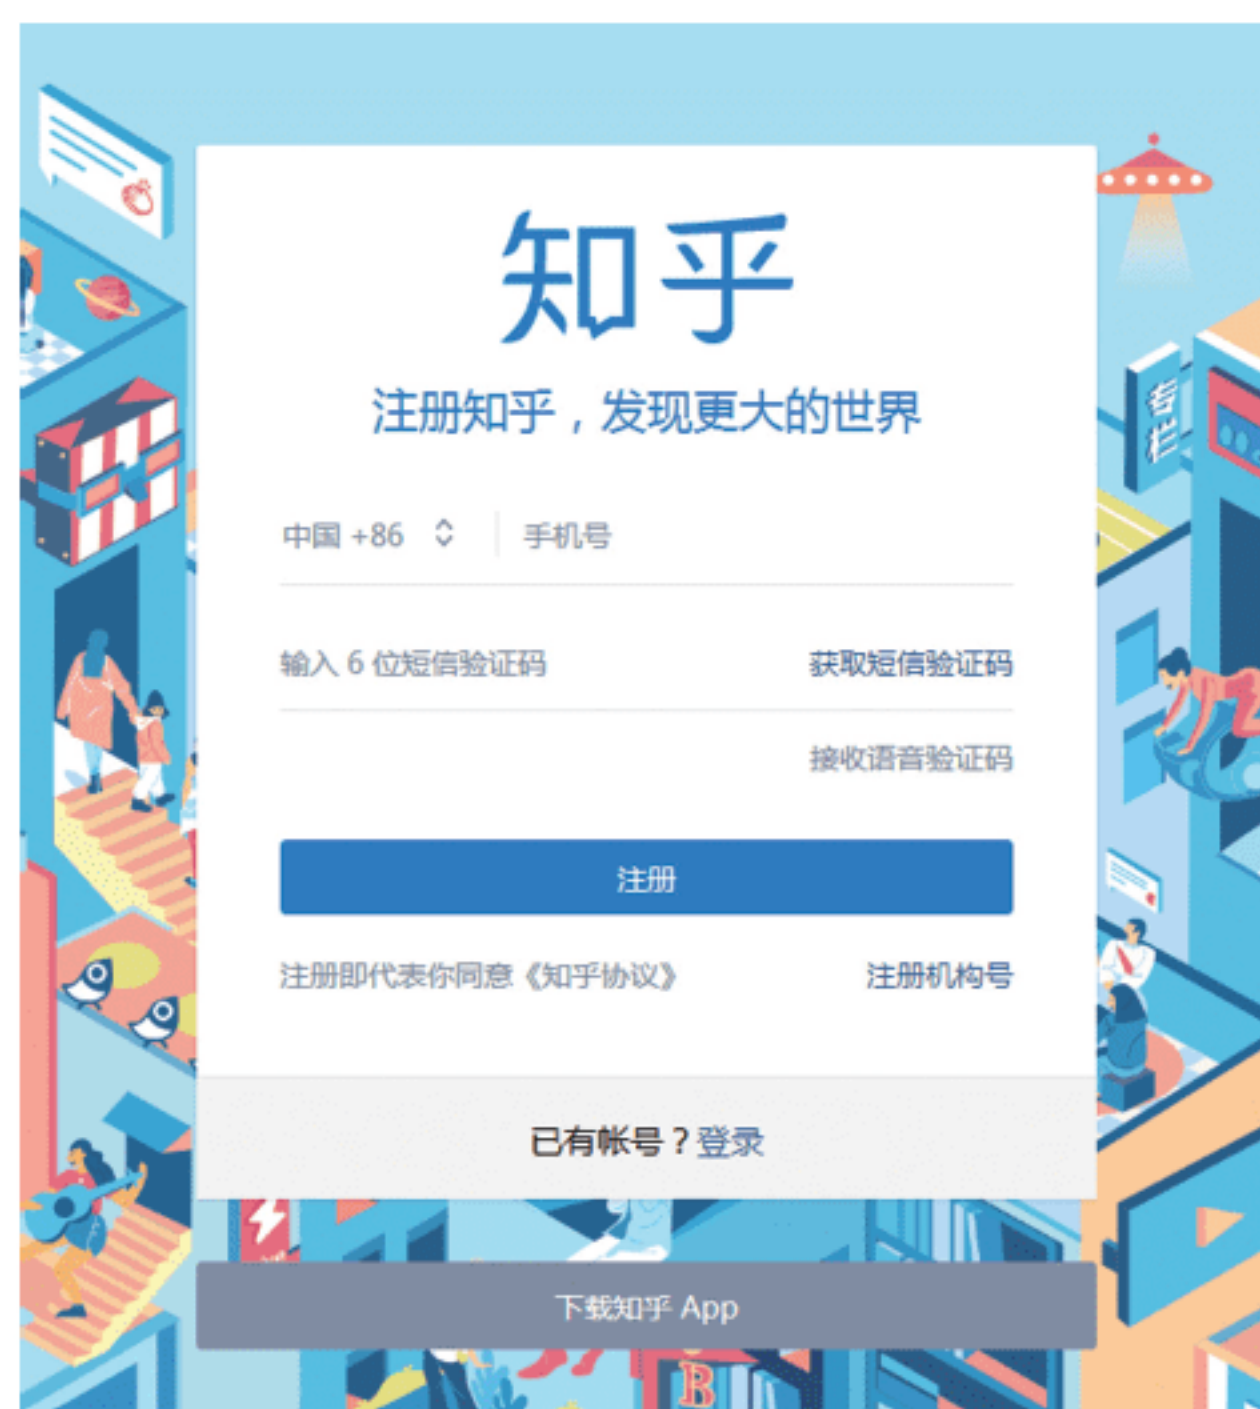 知乎
注册知乎，发现更大的世界
专栏
中国 +86 手机号
输入 6 位短信验证码 获取短信验证码
接收语音验证码
注册
注册即代表你同意《知乎协议》 注册机构号
已有帐号？登录
下载知乎 App
B